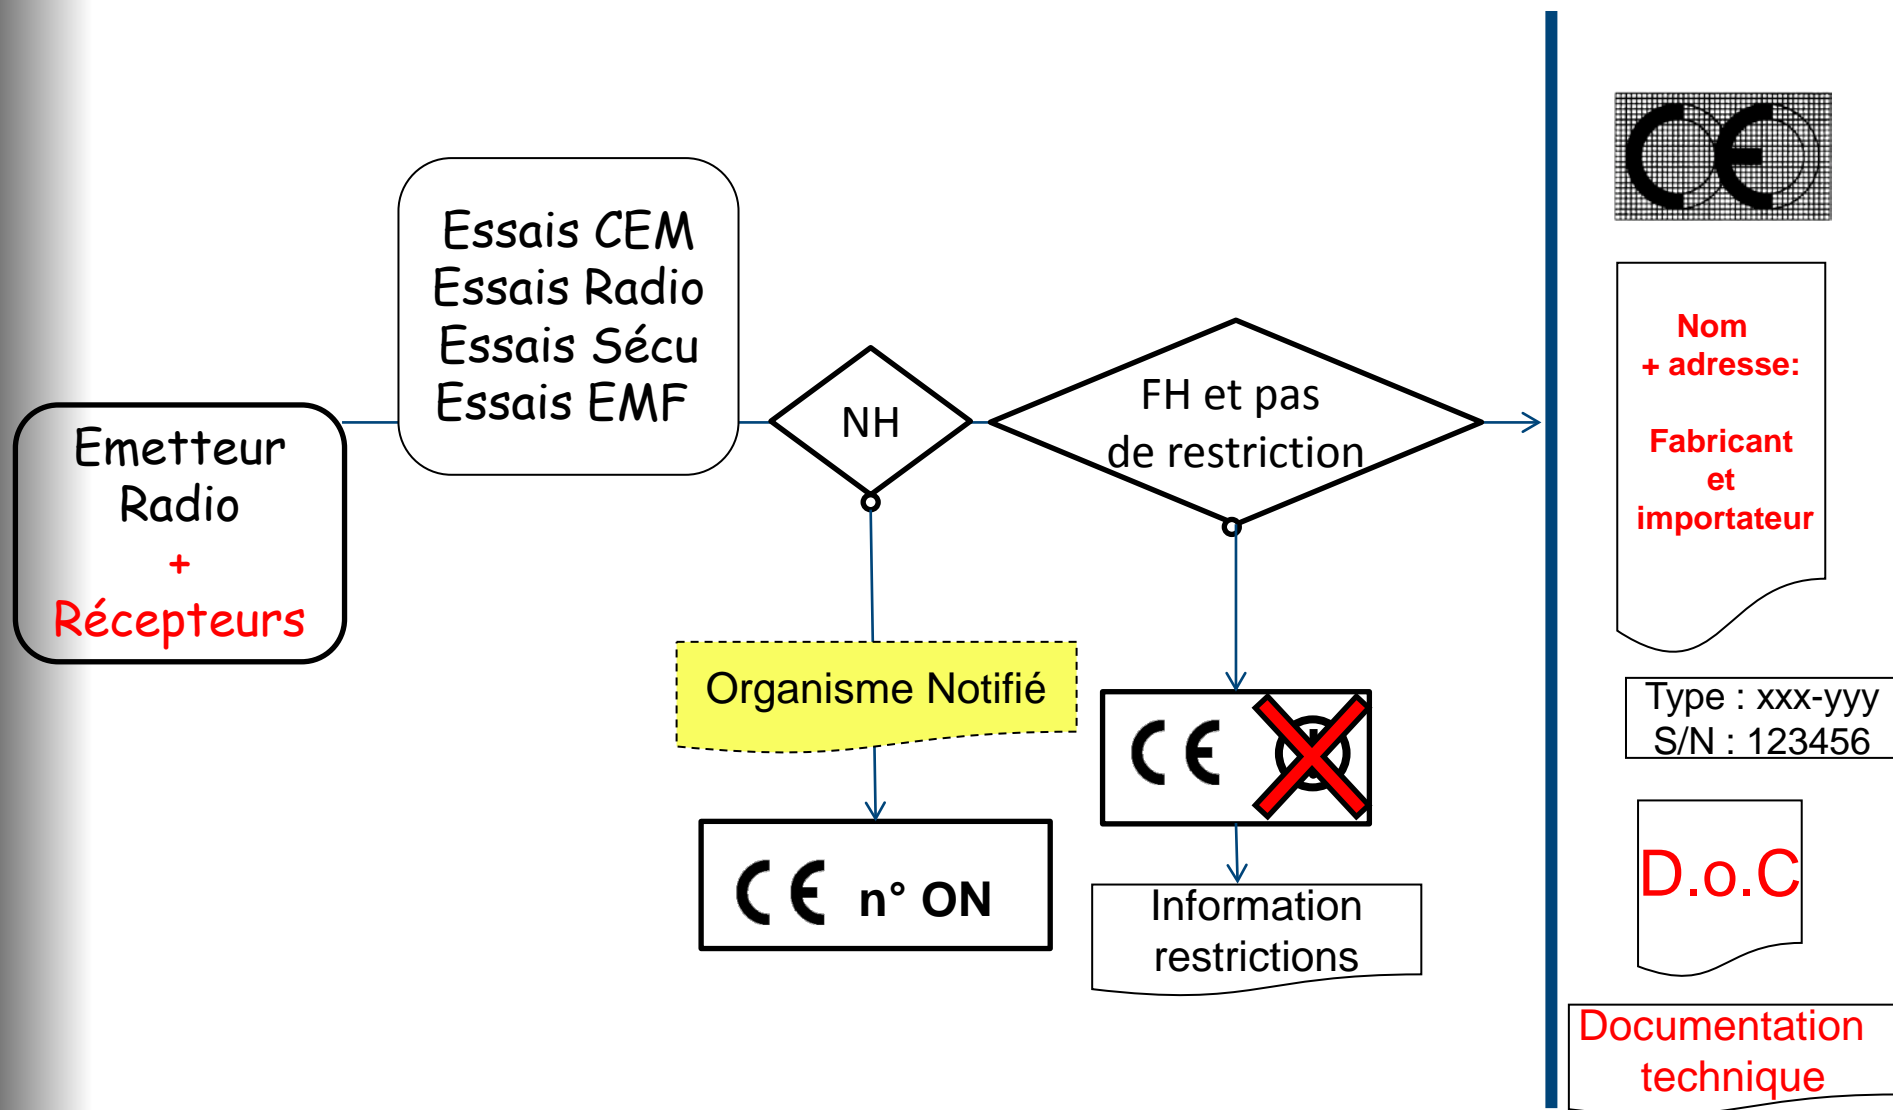 Emetteur
Radio
+
Récepteurs
Essais CEM
Essais Radio
Essais Sécu
Essais EMF
NH
FH et pas
de restriction
Organisme Notifié
CE n° ON
CE
Information
restrictions
CE
Nom
+ adresse:
Fabricant
et
importateur
Type : xxx-yyy
S/N : 123456
D.o.C
Documentation
technique